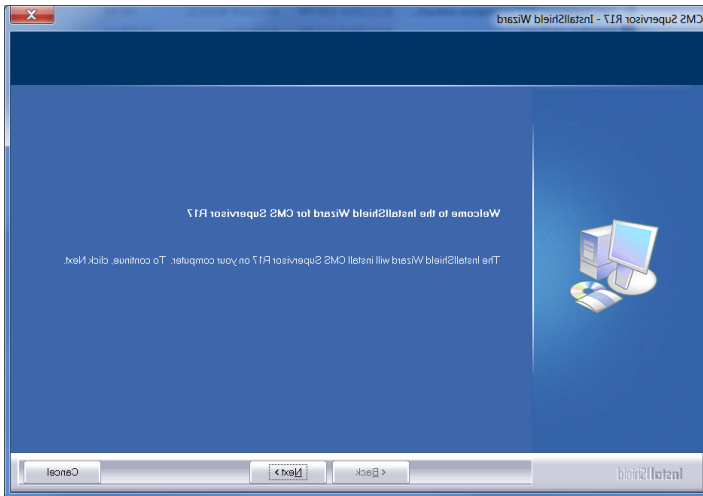 CMS Supervisor R17 - InstallShield Wizard
Welcome to the InstallShield Wizard for CMS Supervisor R17
The InstallShield Wizard will install CMS Supervisor R17 on your computer. To continue, click Next.
InstallShield
< Back
Next >
Cancel